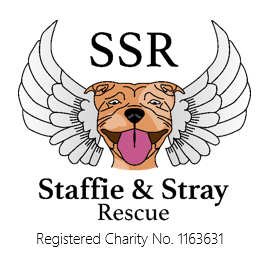 SSR
Staffie & Stray
Rescue
Registered Charity No. 1163631